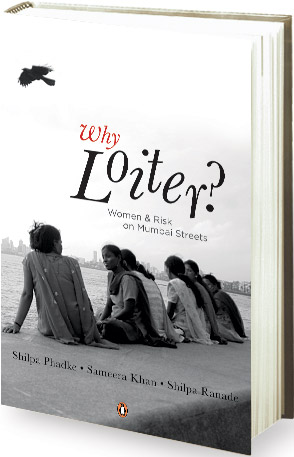 Why
Loiter?
Women & Risk
on Mumbai Streets
Shilpa Phadke • Sameera Khan • Shilpa Ranade